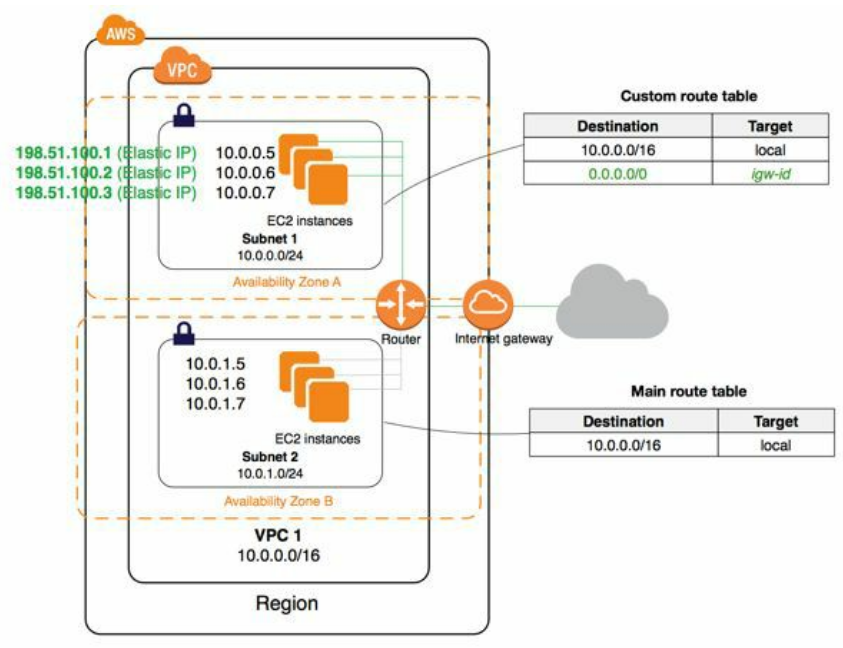 AWS
VPC
198.51.100.1 (Elastic IP) 10.0.0.5
198.51.100.2 (Elastic IP) 10.0.0.6
198.51.100.3 (Elastic IP) 10.0.0.7
EC2 instances
Subnet 1
10.0.0.0/24
Availability Zone A
Custom route table
Destination Target
10.0.0.0/16 local
0.0.0.0/0 igw-id
Router
Internet gateway
10.0.1.5
10.0.1.6
10.0.1.7
EC2 instances
Subnet 2
10.0.1.0/24
Availability Zone B
Main route table
Destination Target
10.0.0.0/16 local
VPC 1
10.0.0.0/16
Region